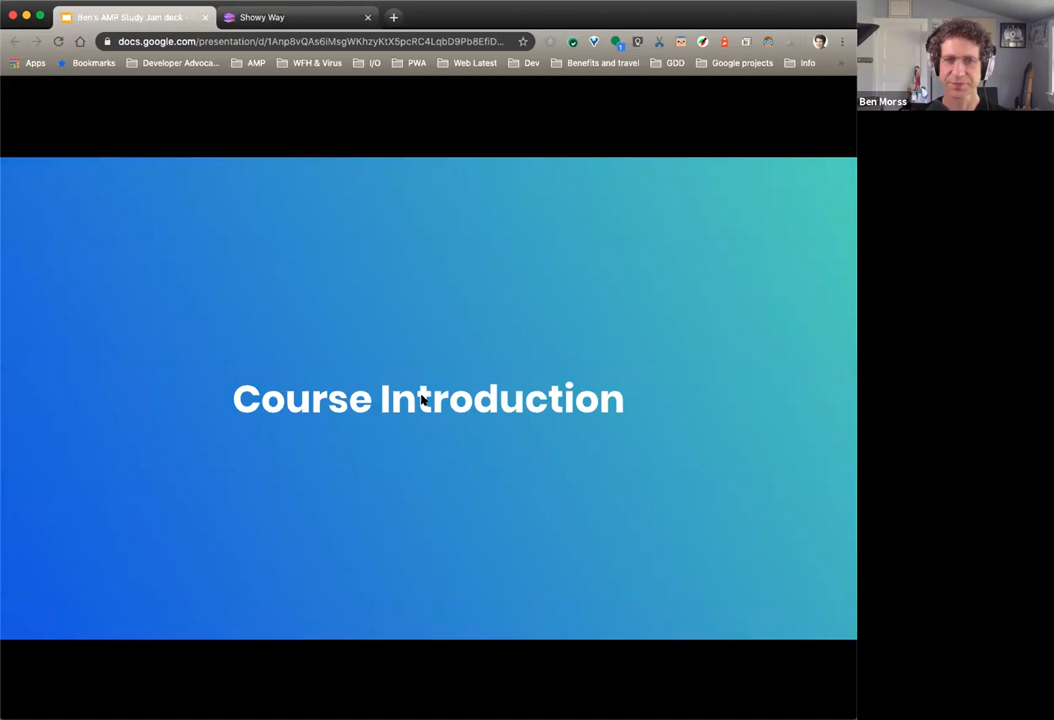 Ben's AMP Study Jam deck -
Showy Way
docs.google.com/presentation/d/1Anp8vQAs6iMsgWKhzyKtX5pcRC4LqbD9Pb8EfiD...
Apps
Bookmarks
Developer Advoca...
AMP
WFH & Virus
I/O
PWA
Web Latest
Dev
Benefits and travel
GDD
Google projects
Info
Ben Morss
Course Introduction